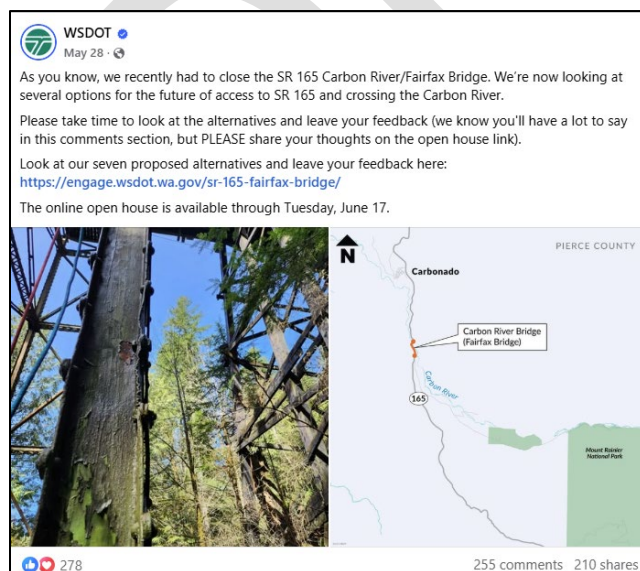 WSDOT
May 28 ·
As you know, we recently had to close the SR 165 Carbon River/Fairfax Bridge. We're now looking at
several options for the future of access to SR 165 and crossing the Carbon River.
Please take time to look at the alternatives and leave your feedback (we know you'll have a lot to say
in this comments section, but PLEASE share your thoughts on the open house link).
Look at our seven proposed alternatives and leave your feedback here:
https://engage.wsdot.wa.gov/sr-165-fairfax-bridge/
The online open house is available through Tuesday, June 17.
N
PIERCE COUNTY
Carbonado
Carbon River Bridge
(Fairfax Bridge)
Carbon River
165
Mount Rainier
National Park
278
255 comments 210 shares